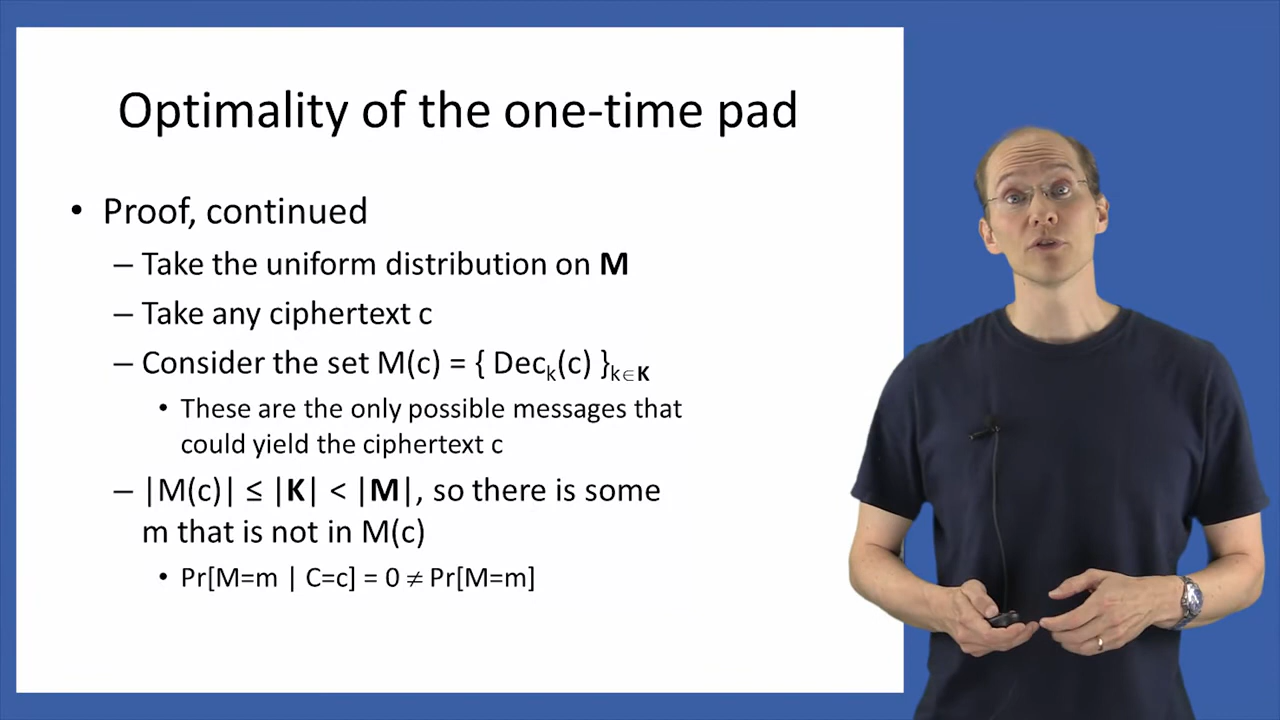 Optimality of the one-time pad
• Proof, continued
– Take the uniform distribution on M
– Take any ciphertext c
– Consider the set M(c) = { Deck(c) }k∈K
• These are the only possible messages that
could yield the ciphertext c
– |M(c)| ≤ |K| < |M|, so there is some
m that is not in M(c)
• Pr[M=m | C=c] = 0 ≠ Pr[M=m]